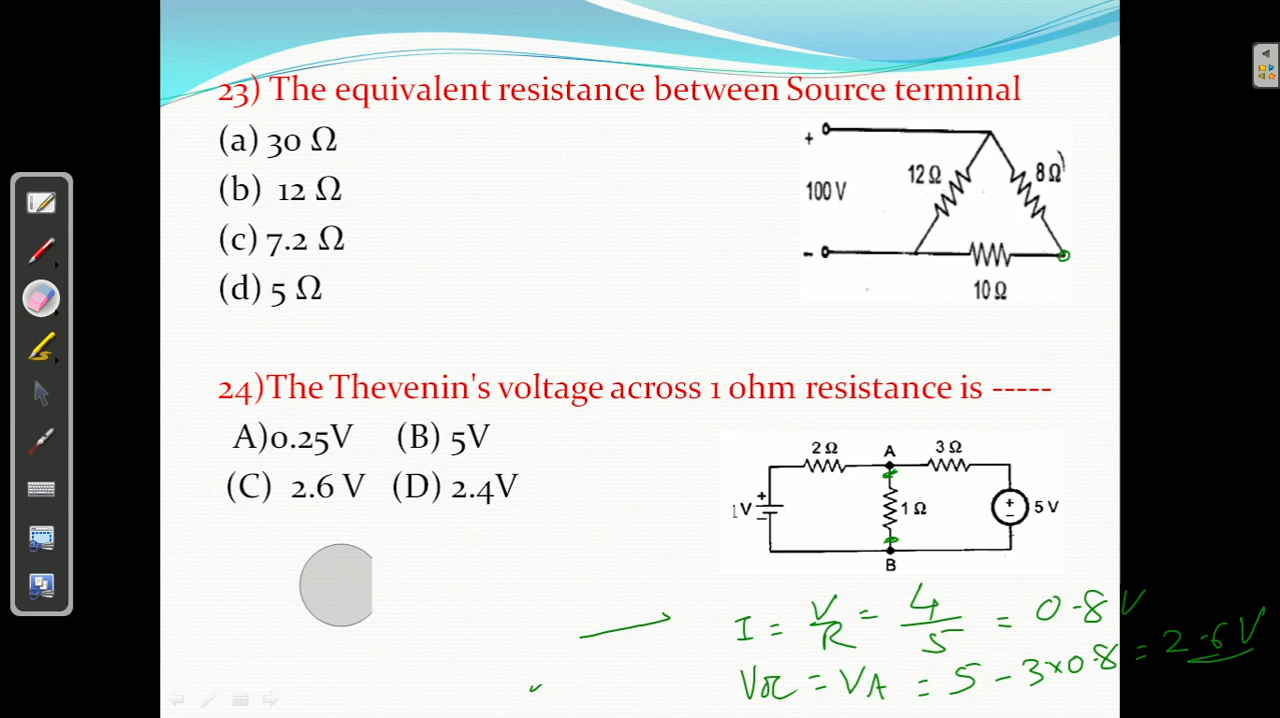 23) The equivalent resistance between Source terminal
(a) 30 Ω
(b) 12 Ω
(c) 7.2 Ω
(d) 5 Ω
+
100 V
-
12 Ω
8 Ω
10 Ω
24)The Thevenin's voltage across 1 ohm resistance is -----
A)0.25V (B) 5V
(C) 2.6 V (D) 2.4V
2 Ω
A
3 Ω
1V
+
−
1 Ω
+
−
5 V
B
I = V/R = 4/5 = 0.8 V
Voc = VA = 5 - 3×0.8 = 2.6 V